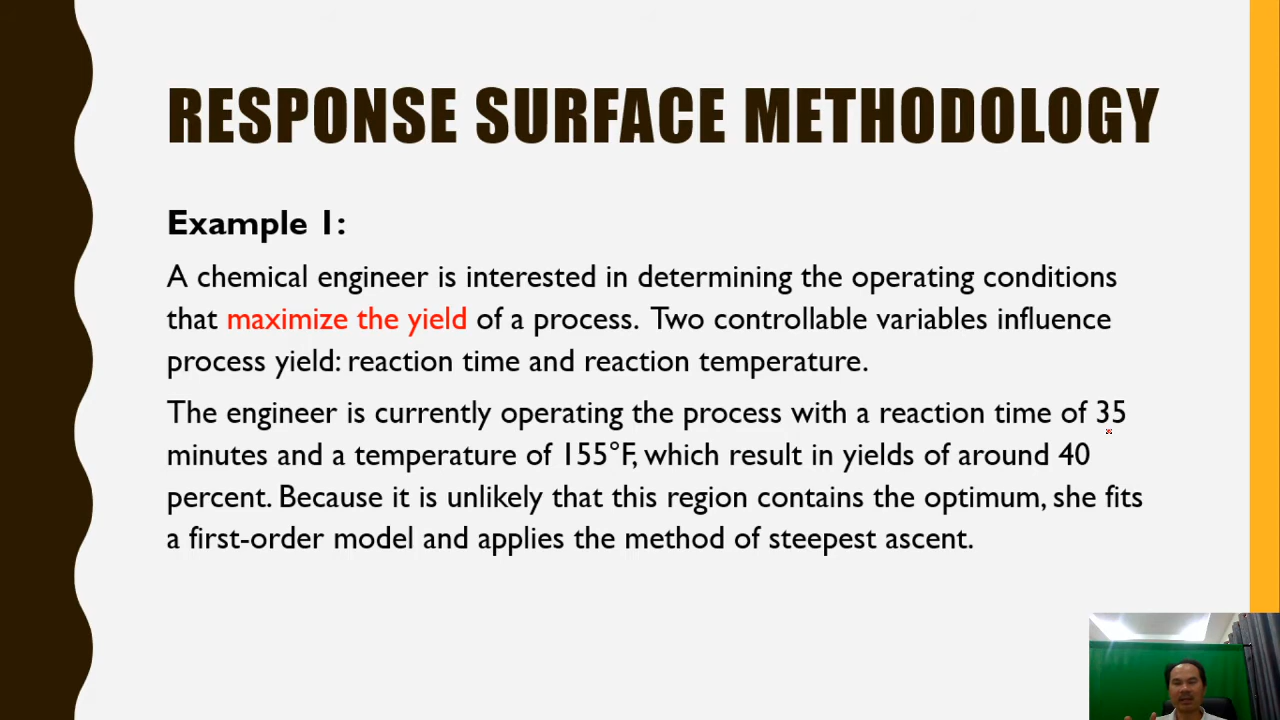 RESPONSE SURFACE METHODOLOGY
Example 1:
A chemical engineer is interested in determining the operating conditions
that maximize the yield of a process. Two controllable variables influence
process yield: reaction time and reaction temperature.
The engineer is currently operating the process with a reaction time of 35
minutes and a temperature of 155°F, which result in yields of around 40
percent. Because it is unlikely that this region contains the optimum, she fits
a first-order model and applies the method of steepest ascent.